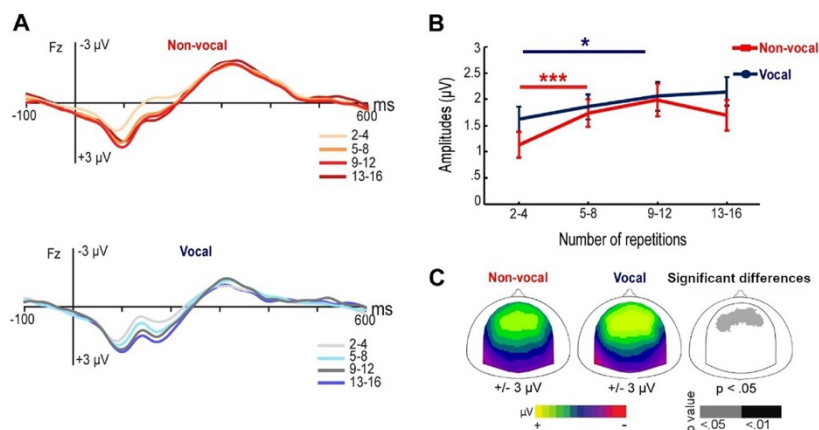 A
Fz
-3 µV
Non-vocal
-100
600
ms
+3 µV
2-4
5-8
9-12
13-16
Fz
-3 µV
Vocal
-100
600
ms
+3 µV
2-4
5-8
9-12
13-16
B
Amplitudes (µV)
3
2.5
2
1.5
1
.5
0
*
***
Non-vocal
Vocal
2-4 5-8 9-12 13-16
Number of repetitions
C
Non-vocal Vocal Significant differences
+/- 3 µV +/- 3 µV p < .05
µV
+ -
value
<.05 <.01